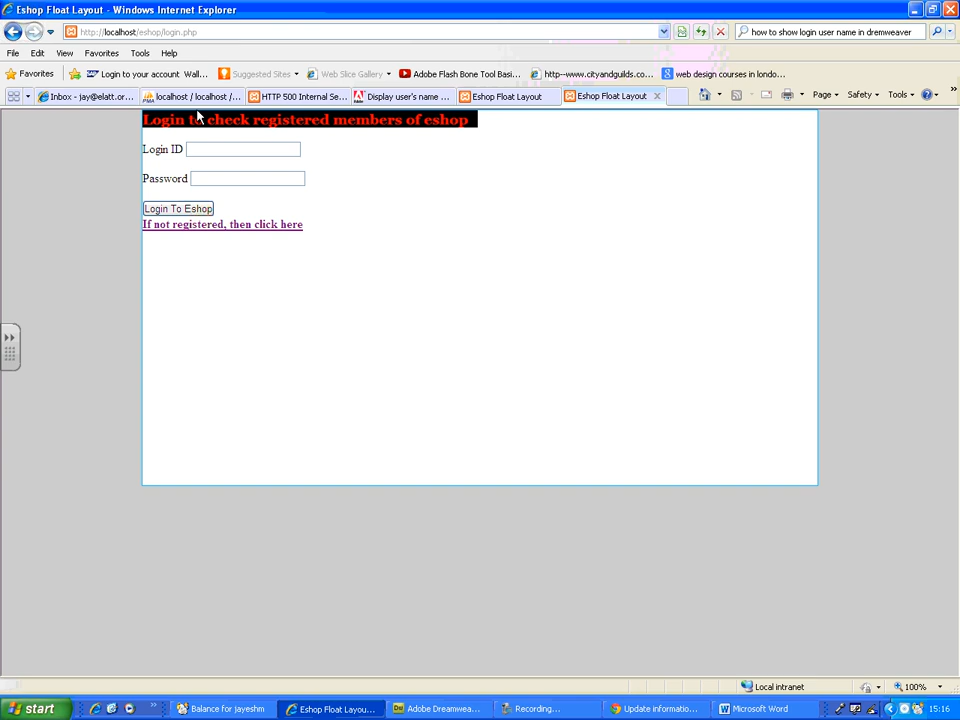 Eshop Float Layout - Windows Internet Explorer
http://localhost/eshop/login.php
how to show login user name in dremweaver
File Edit View Favorites Tools Help
Favorites Login to your account Wall... Suggested Sites Web Slice Gallery Adobe Flash Bone Tool Basi... http--www.cityandguilds.co... web design courses in londo...
Inbox - jay@elatt.or... localhost / localhost /... HTTP 500 Internal Se... Display user's name ... Eshop Float Layout Eshop Float Layout Page Safety Tools
Login to check registered members of eshop
Login ID
Password
Login To Eshop
If not registered, then click here
Local intranet 100%
start Balance for jayeshm Eshop Float Layou... Adobe Dreamweav... Recording... Update informatio... Microsoft Word 15:16